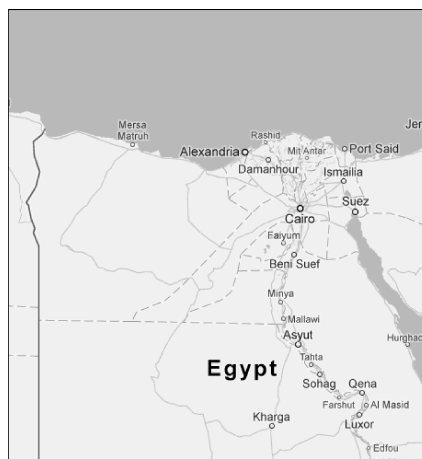 Mersa
Matruh
Alexandria
Rashid
Mit Antar
Port Said
Jer
Damanhour
Ismailia
Cairo
Suez
Faiyum
Beni Suef
Minya
Mallawi
Asyut
Hurghad
Tahta
Egypt
Sohag
Qena
Farshut
Al Masid
Kharga
Luxor
Edfou